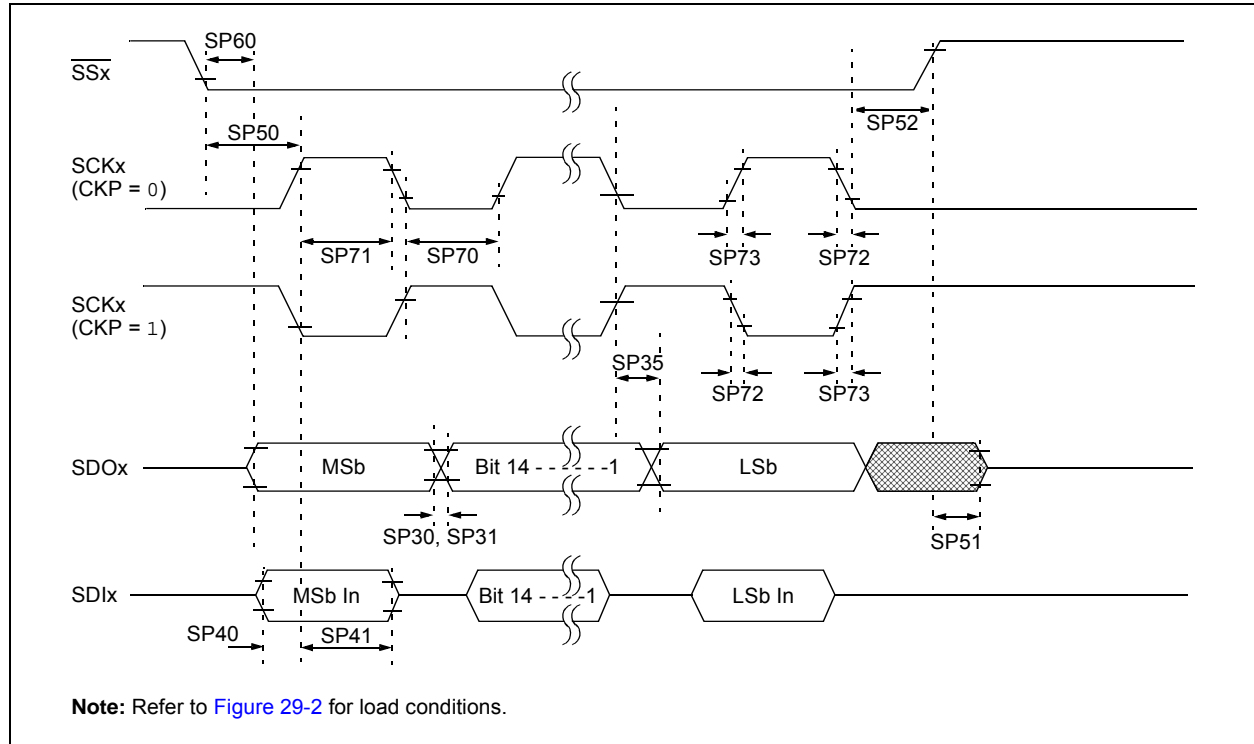 SP60
SSx
SP52
SP50
SCKx
(CKP = 0)
SP71
SP70
SP73
SP72
SCKx
(CKP = 1)
SP35
SP72
SP73
SDOx
MSb
Bit 14 - - - - - - -1
LSb
SP30, SP31
SP51
SDIx
MSb In
Bit 14 - - - - -1
LSb In
SP40
SP41
Note: Refer to Figure 29-2 for load conditions.